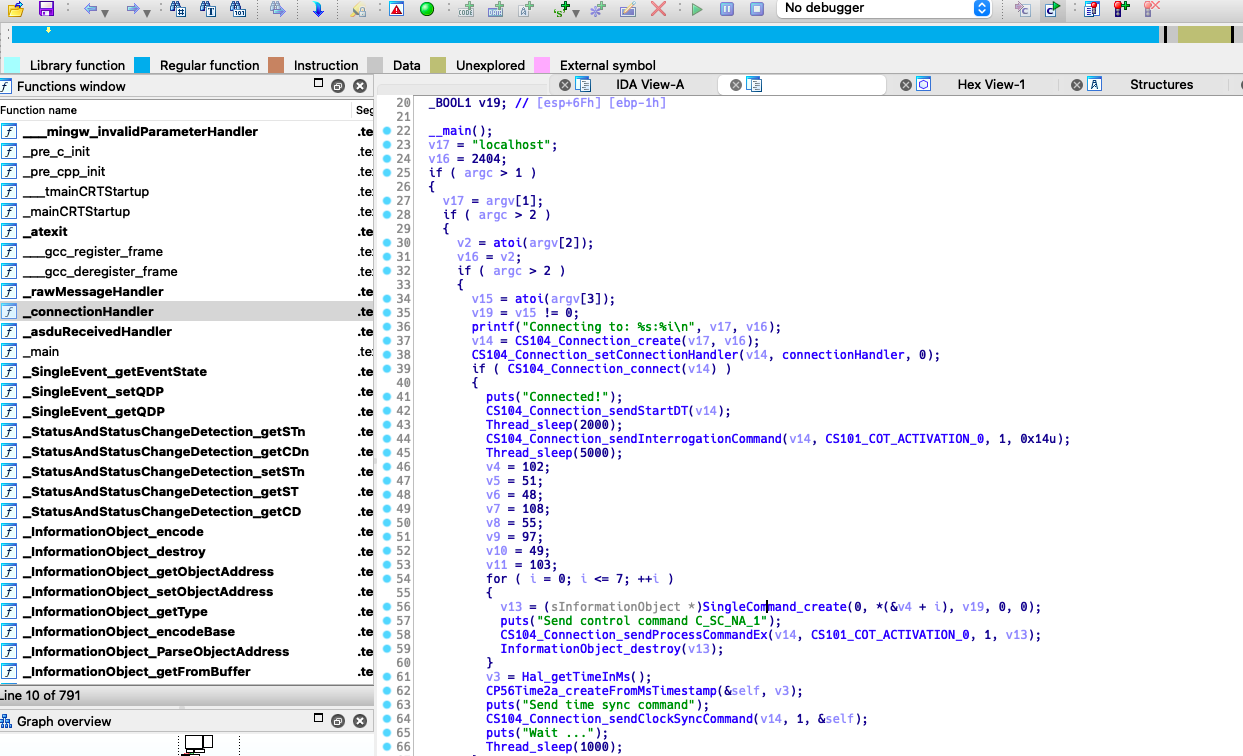 No debugger
Library function Regular function Instruction Data Unexplored External symbol
Functions window
IDA View-A
Hex View-1
Structures
Function name Seg
____mingw_invalidParameterHandler .te
_pre_c_init .te
_pre_cpp_init .te
___tmainCRTStartup .te
_mainCRTStartup .te
_atexit .te
___gcc_register_frame .te
___gcc_deregister_frame .te
_rawMessageHandler .te
_connectionHandler .te
_asduReceivedHandler .te
_main .te
_SingleEvent_getEventState .te
_SingleEvent_setQDP .te
_SingleEvent_getQDP .te
_StatusAndStatusChangeDetection_getSTn .te
_StatusAndStatusChangeDetection_getCDn .te
_StatusAndStatusChangeDetection_setSTn .te
_StatusAndStatusChangeDetection_getST .te
_StatusAndStatusChangeDetection_getCD .te
_InformationObject_encode .te
_InformationObject_destroy .te
_InformationObject_getObjectAddress .te
_InformationObject_setObjectAddress .te
_InformationObject_getType .te
_InformationObject_encodeBase .te
_InformationObject_ParseObjectAddress .te
_InformationObject_getFromBuffer .te
Line 10 of 791
Graph overview
20 _BOOL1 v19; // [esp+6Fh] [ebp-1h]
21
22 __main();
23 v17 = "localhost";
24 v16 = 2404;
25 if ( argc > 1 )
26 {
27 v17 = argv[1];
28 if ( argc > 2 )
29 {
30 v2 = atoi(argv[2]);
31 v16 = v2;
32 if ( argc > 2 )
33 {
34 v15 = atoi(argv[3]);
35 v19 = v15 != 0;
36 printf("Connecting to: %s:%i\n", v17, v16);
37 v14 = CS104_Connection_create(v17, v16);
38 CS104_Connection_setConnectionHandler(v14, connectionHandler, 0);
39 if ( CS104_Connection_connect(v14) )
40 {
41 puts("Connected!");
42 CS104_Connection_sendStartDT(v14);
43 Thread_sleep(2000);
44 CS104_Connection_sendInterrogationCommand(v14, CS101_COT_ACTIVATION_0, 1, 0x14u);
45 Thread_sleep(5000);
46 v4 = 102;
47 v5 = 51;
48 v6 = 48;
49 v7 = 108;
50 v8 = 55;
51 v9 = 97;
52 v10 = 49;
53 v11 = 103;
54 for ( i = 0; i <= 7; ++i )
55 {
56 v13 = (sInformationObject *)SingleCommand_create(0, *(&v4 + i), v19, 0, 0);
57 puts("Send control command C_SC_NA_1");
58 CS104_Connection_sendProcessCommandEx(v14, CS101_COT_ACTIVATION_0, 1, v13);
59 InformationObject_destroy(v13);
60 }
61 v3 = Hal_getTimeInMs();
62 CP56Time2a_createFromMsTimestamp(&self, v3);
63 puts("Send time sync command");
64 CS104_Connection_sendClockSyncCommand(v14, 1, &self);
65 puts("Wait ...");
66 Thread_sleep(1000);